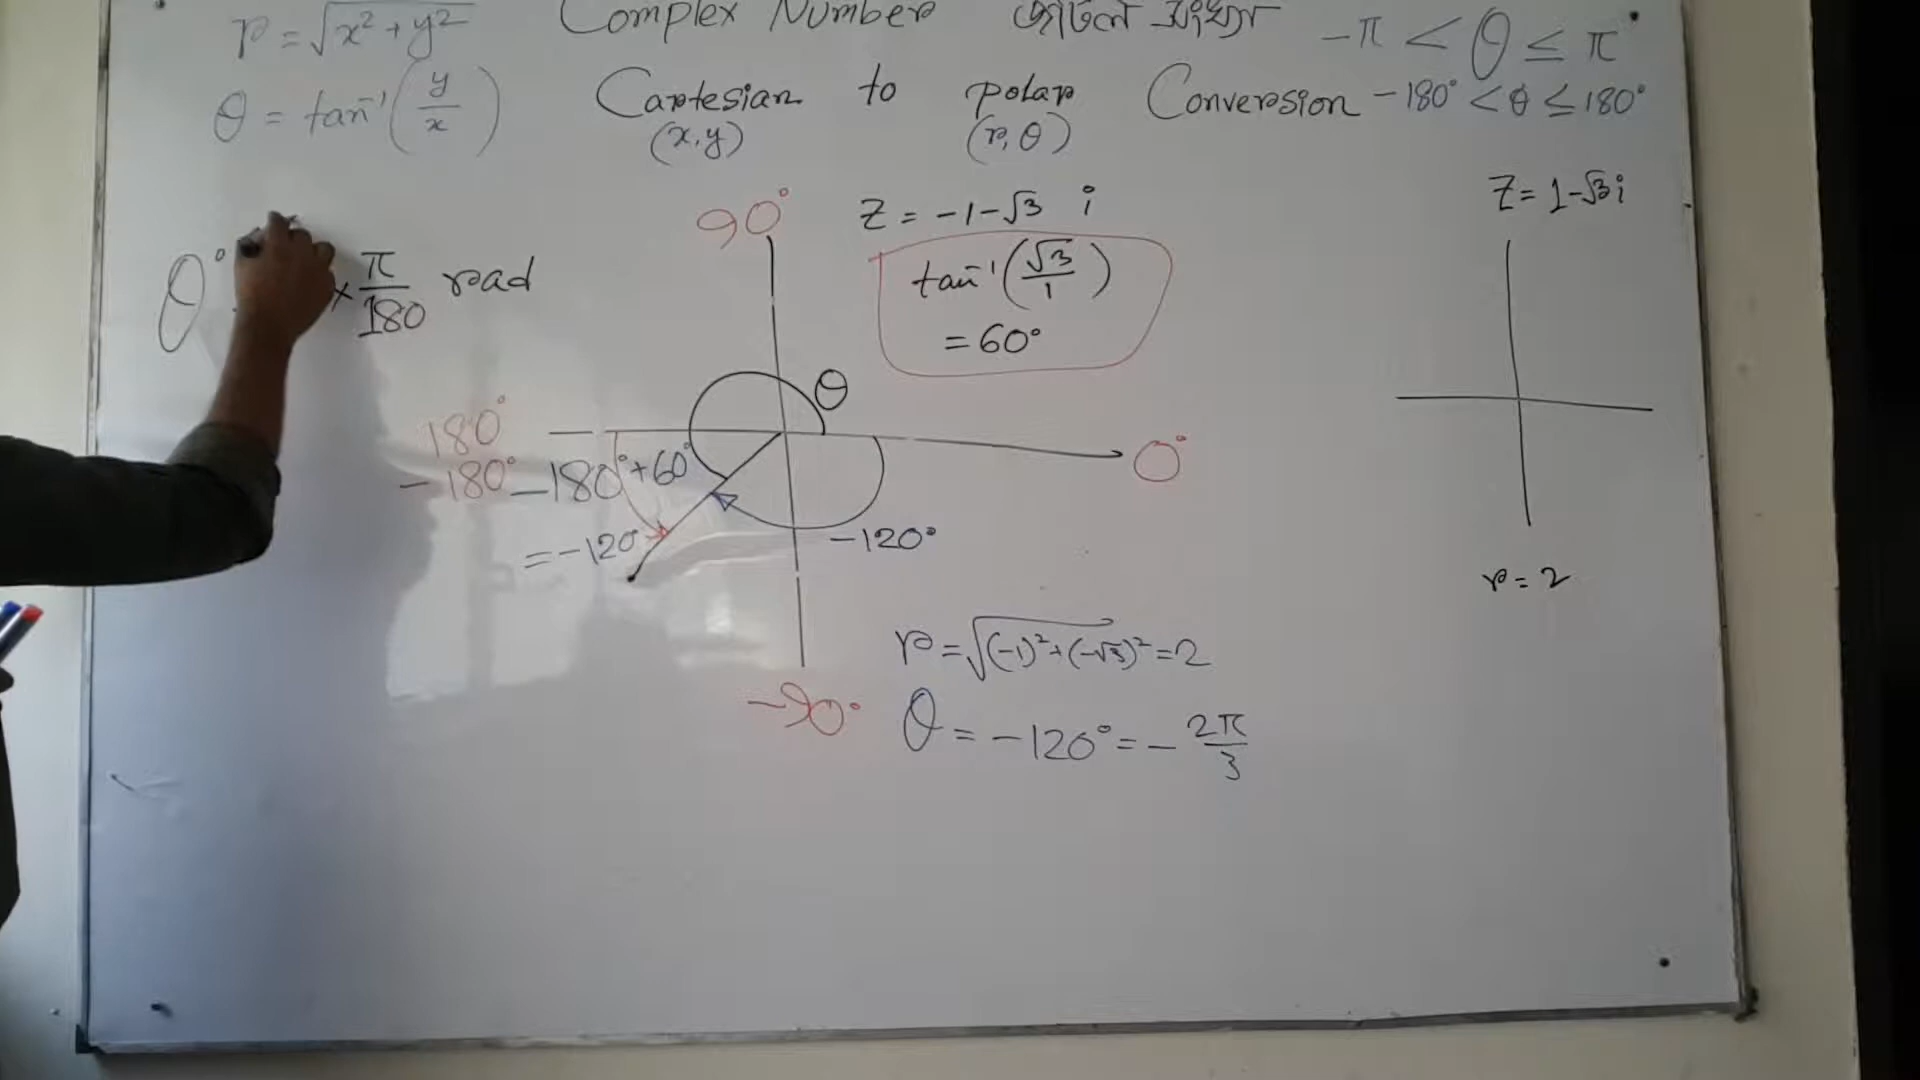 r = √x² + y²
Complex Number
-π < θ ≤ π
θ = tan⁻¹(y/x)
Cartesian to polar Conversion
-180° < θ ≤ 180°
(x, y)
(r, θ)
Z = 1-√3 i
90°
Z = -1-√3 i
θ°
× π/180 rad
tan⁻¹(√3/1)
= 60°
θ
180°
0°
-180°
-180°+60°
= -120
-120°
r = 2
r = √(-1)²+(-√3)² = 2
-90°
θ = -120° = - 2π/3